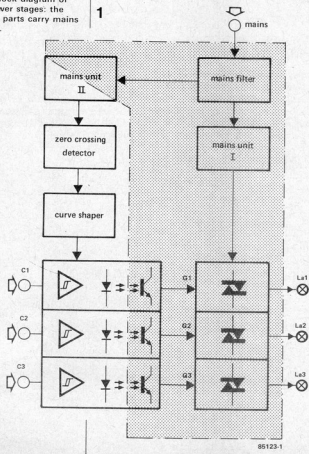 ock diagram of
ver stages: the
parts carry mains
1
mains
mains unit
II
mains filter
zero crossing
detector
mains unit
I
curve shaper
C1
G1
La1
C2
G2
La2
C3
G3
La3
85123-1